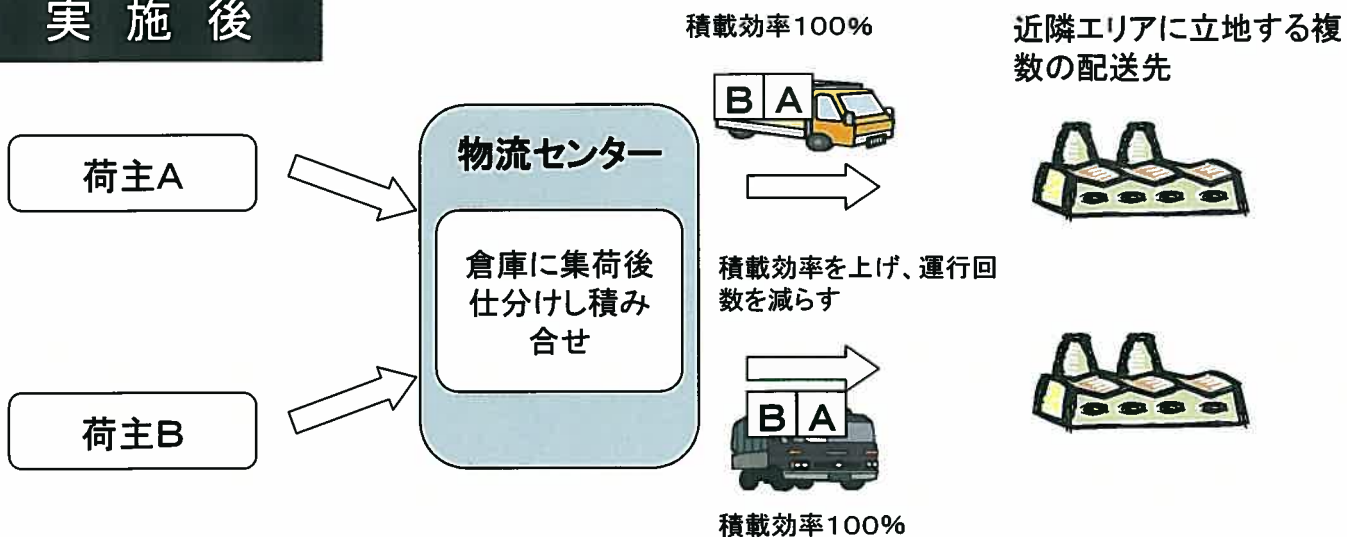 実施後
積載効率100%
近隣エリアに立地する複
数の配送先
B A
荷主A
物流センター
倉庫に集荷後
仕分けし積み
合せ
積載効率を上げ、運行回
数を減らす
荷主B
B A
積載効率100%